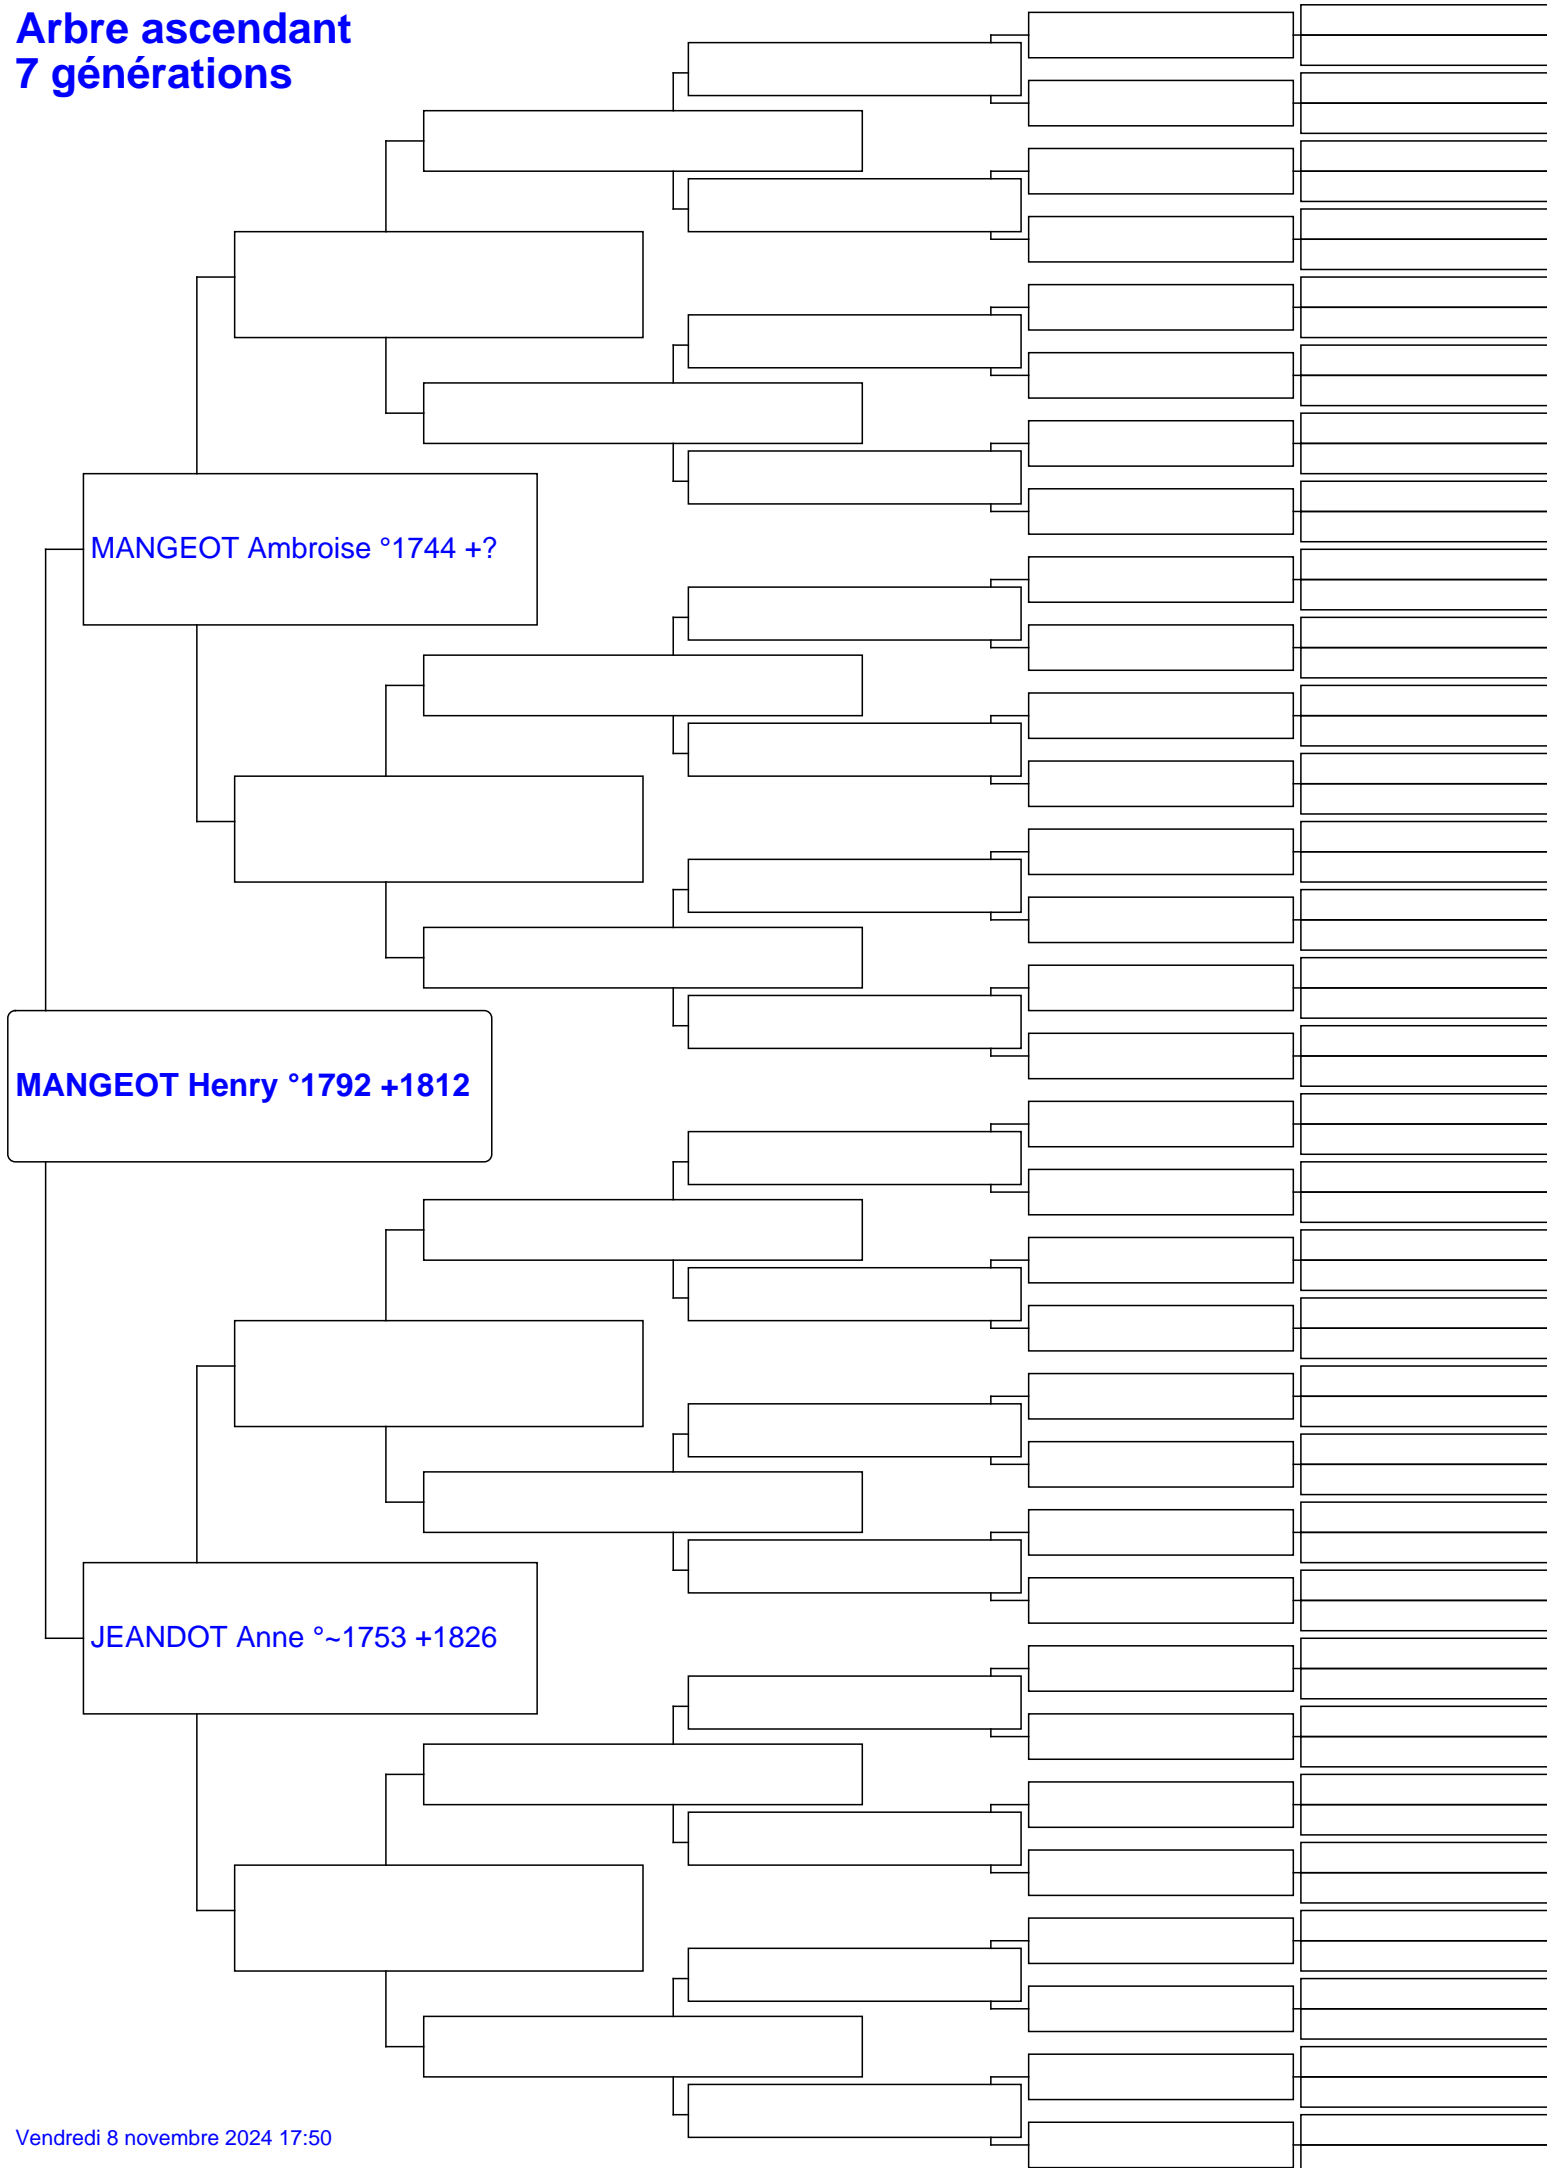 Arbre ascendant
7 générations
MANGEOT Ambroise °1744 +?
MANGEOT Henry °1792 +1812
JEANDOT Anne °~1753 +1826
Vendredi 8 novembre 2024 17:50